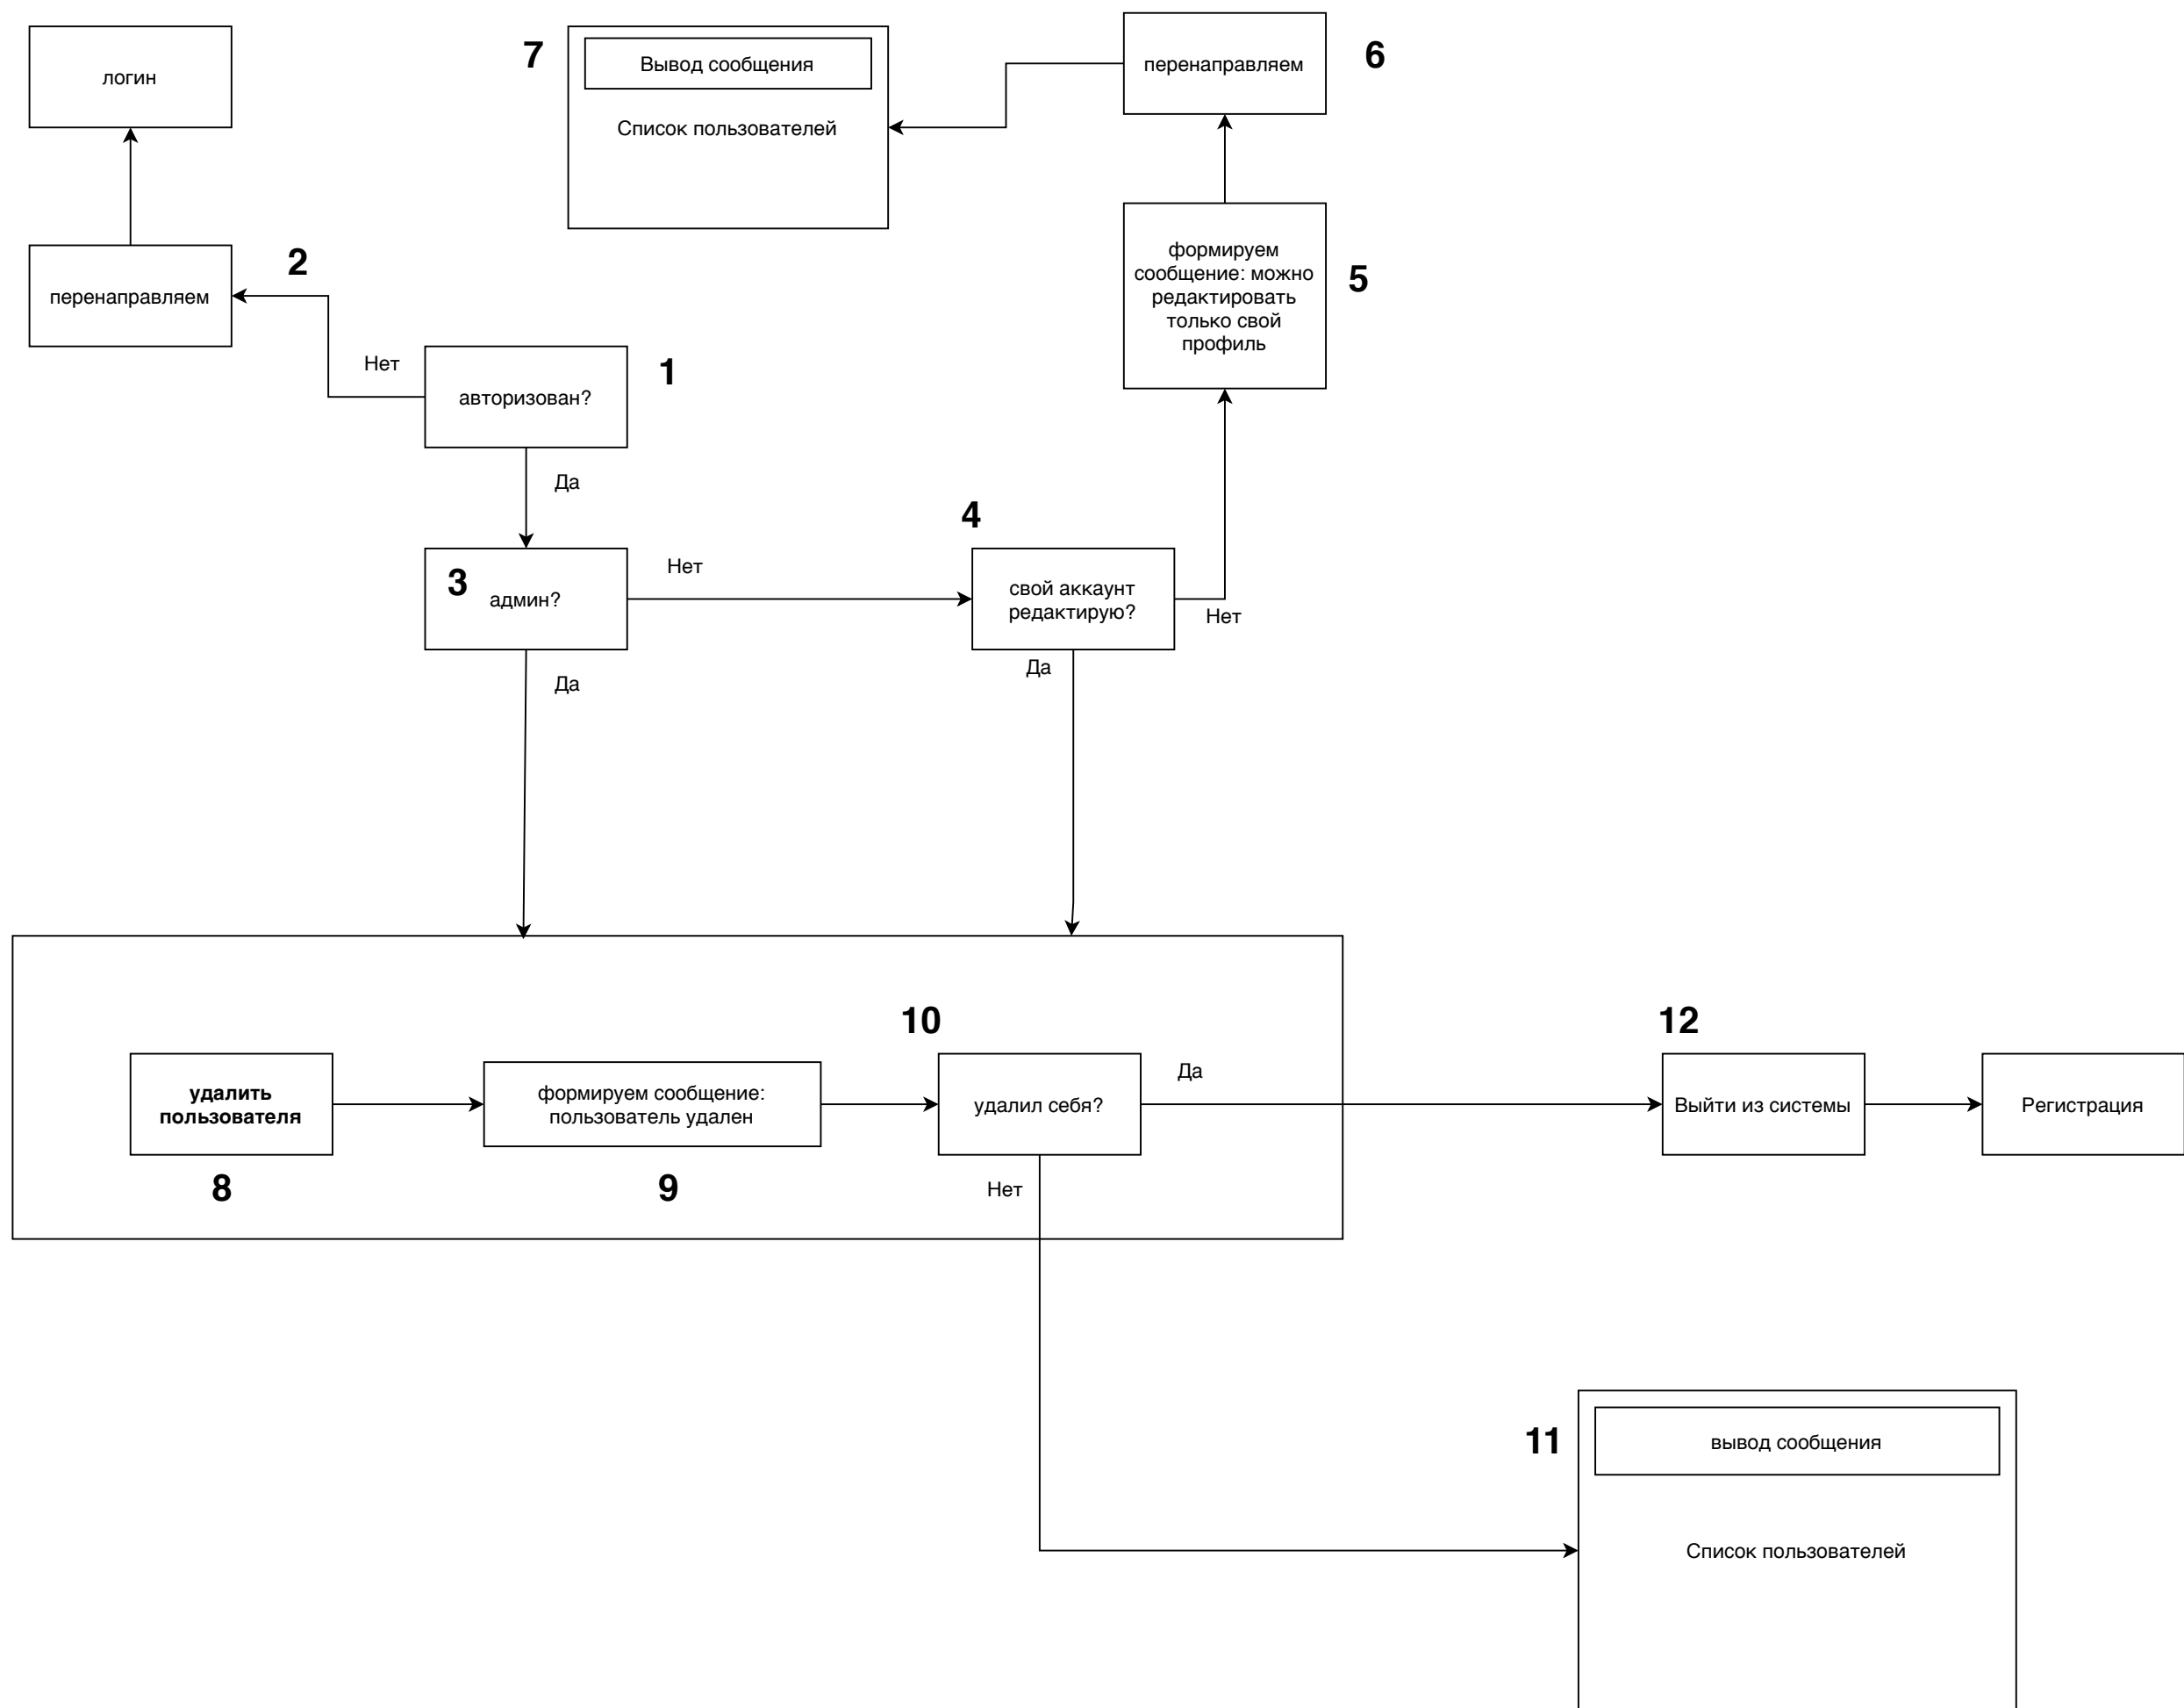 логин
7
Вывод сообщения
Список пользователей
перенаправляем
6
перенаправляем
2
формируем
сообщение: можно
редактировать
только свой
профиль
5
Нет
авторизован?
1
Да
3
админ?
Нет
4
свой аккаунт
редактирую?
Нет
Да
Да
удалить
пользователя
8
формируем сообщение:
пользователь удален
9
10
удалил себя?
Да
Нет
12
Выйти из системы
Регистрация
11
вывод сообщения
Список пользователей